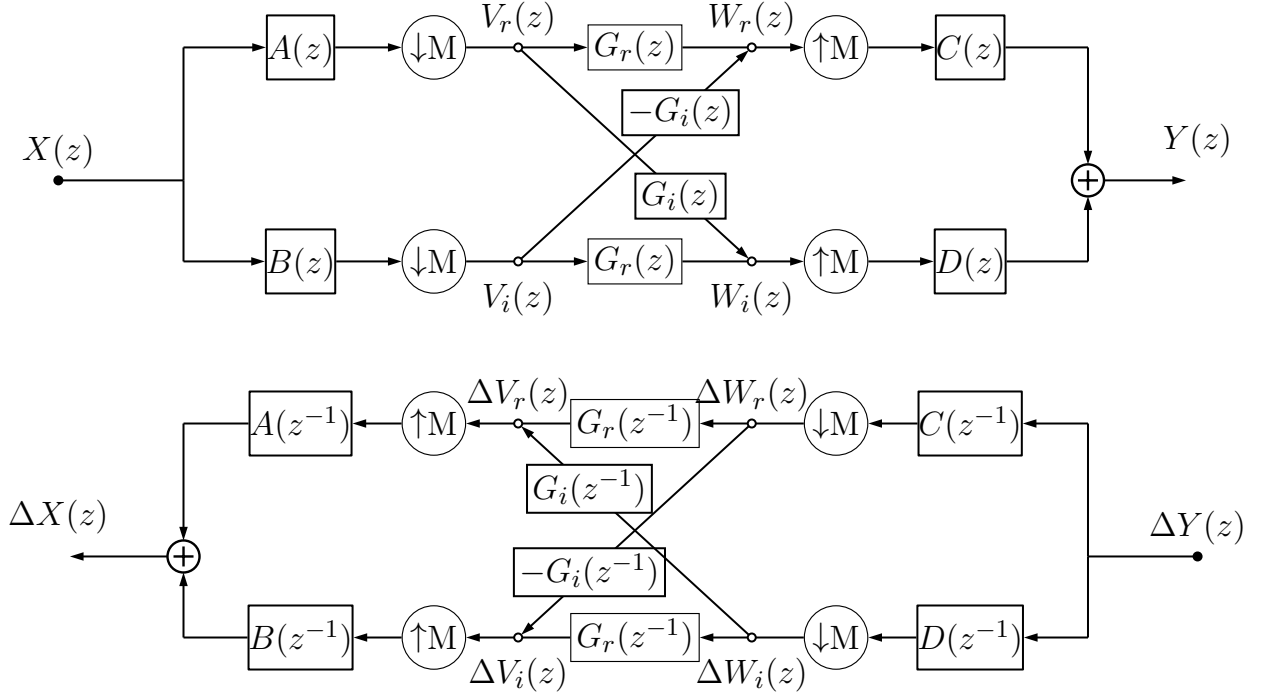 V_r(z) W_r(z)
A(z) ↓M G_r(z) ↑M C(z)
−G_i(z)
X(z) Y(z)
+
G_i(z)
B(z) ↓M G_r(z) ↑M D(z)
V_i(z) W_i(z)
ΔV_r(z) ΔW_r(z)
A(z⁻¹) ↑M G_r(z⁻¹) ↓M C(z⁻¹)
G_i(z⁻¹)
ΔX(z) ΔY(z)
+
−G_i(z⁻¹)
B(z⁻¹) ↑M G_r(z⁻¹) ↓M D(z⁻¹)
ΔV_i(z) ΔW_i(z)